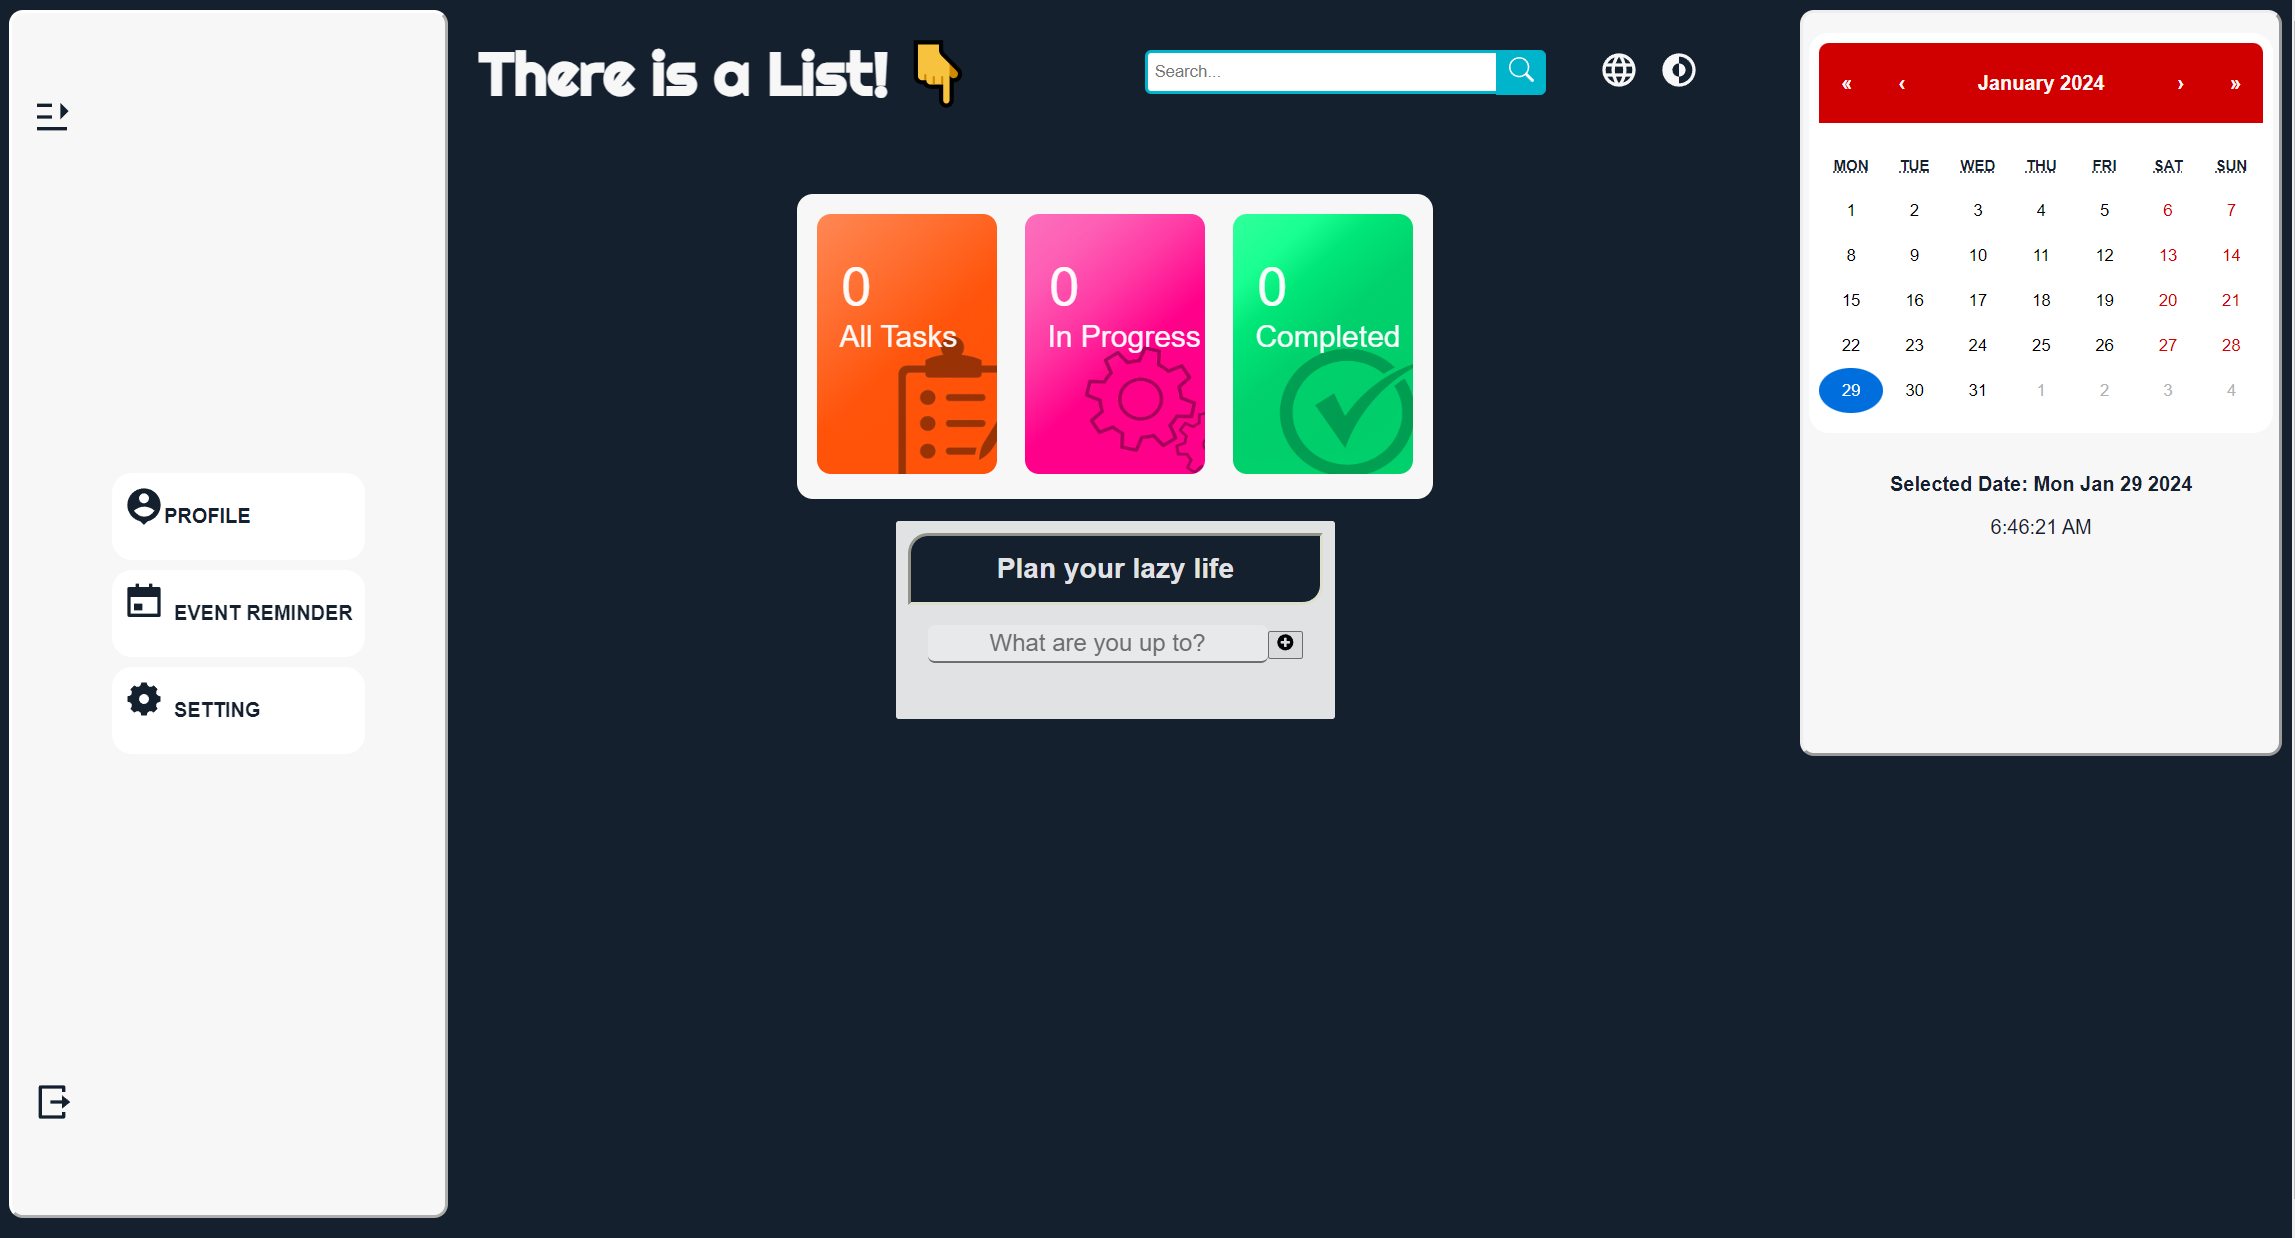 There is a List!
Search...
0
All Tasks
0
In Progress
0
Completed
PROFILE
EVENT REMINDER
SETTING
Plan your lazy life
What are you up to?
« ‹ January 2024 › »
MON TUE WED THU FRI SAT SUN
1 2 3 4 5 6 7
8 9 10 11 12 13 14
15 16 17 18 19 20 21
22 23 24 25 26 27 28
29 30 31 1 2 3 4
Selected Date: Mon Jan 29 2024
6:46:21 AM